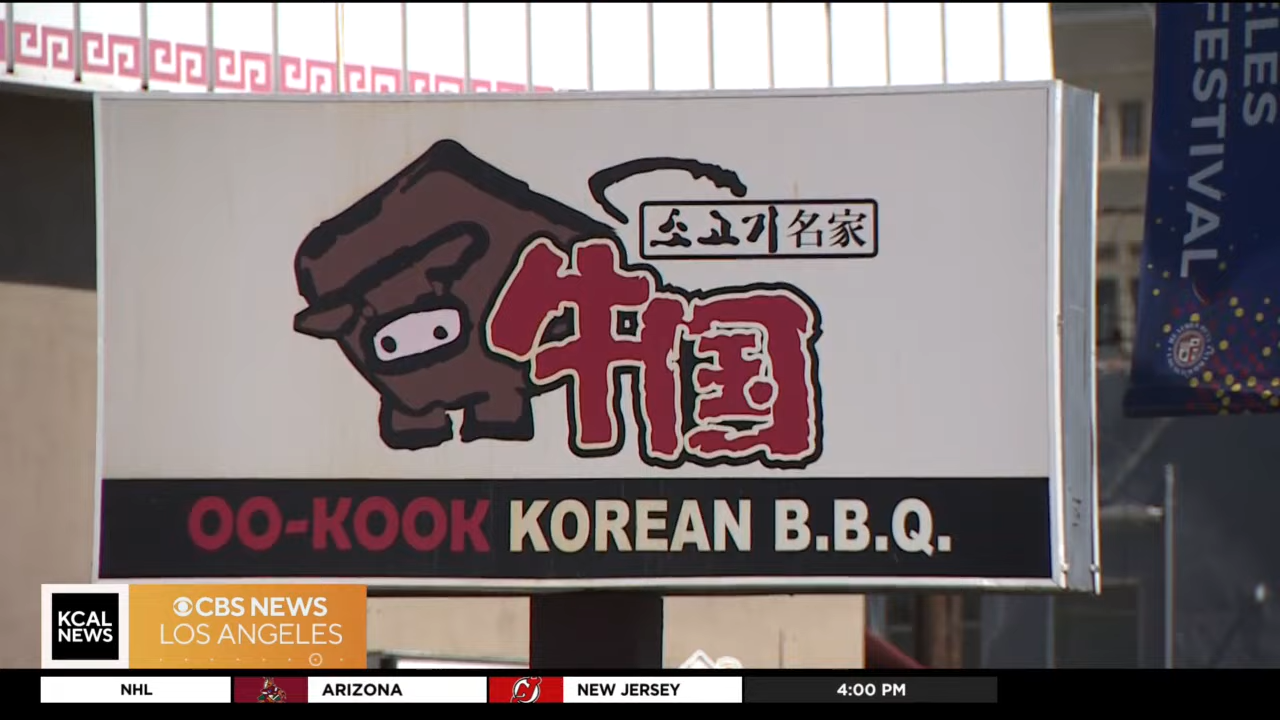 소고기名家
牛国
OO-KOOK KOREAN B.B.Q.
ELES
FESTIVAL
KCAL
NEWS
CBS NEWS
LOS ANGELES
NHL
ARIZONA
NEW JERSEY
4:00 PM